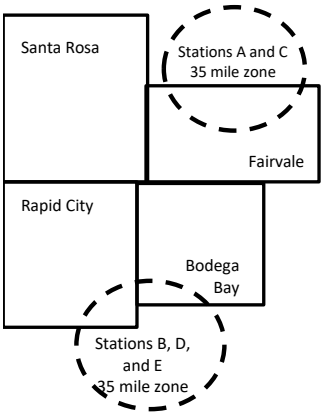 Santa Rosa
Stations A and C
35 mile zone
Fairvale
Rapid City
Bodega
Bay
Stations B, D,
and E
35 mile zone